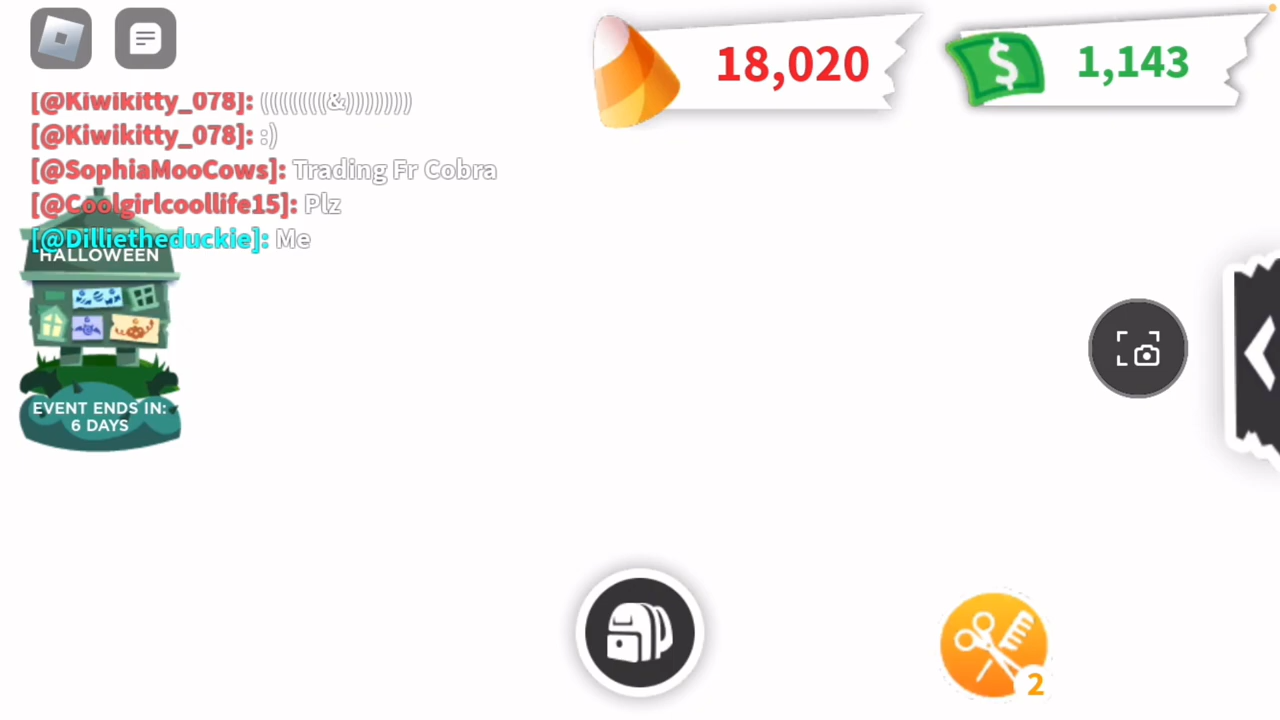 18,020
1,143
[@Kiwikitty_078]: ((((((((((&))))))))))
[@Kiwikitty_078]: :)
[@SophiaMooCows]: Trading Fr Cobra
[@Coolgirlcoollife15]: Plz
[@Dillietheduckie]: Me
HALLOWEEN
EVENT ENDS IN:
6 DAYS
2